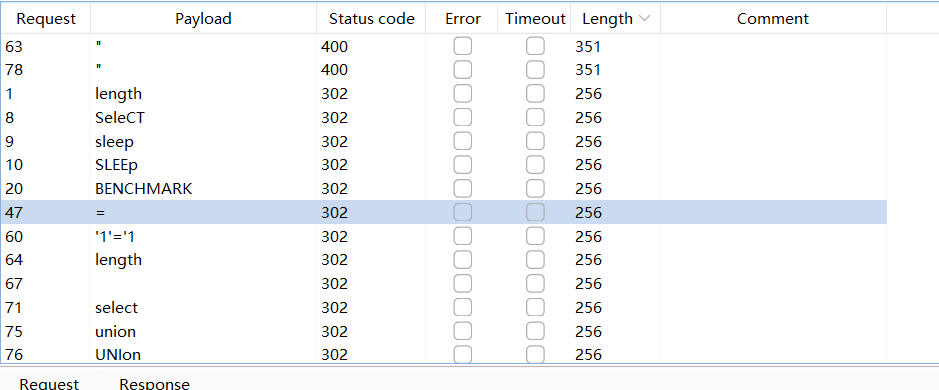 Request Payload Status code Error Timeout Length Comment
63 " 400 351
78 " 400 351
1 length 302 256
8 SeleCT 302 256
9 sleep 302 256
10 SLEEp 302 256
20 BENCHMARK 302 256
47 = 302 256
60 '1'='1 302 256
64 length 302 256
67 302 256
71 select 302 256
75 union 302 256
76 UNIon 302 256
Request Response